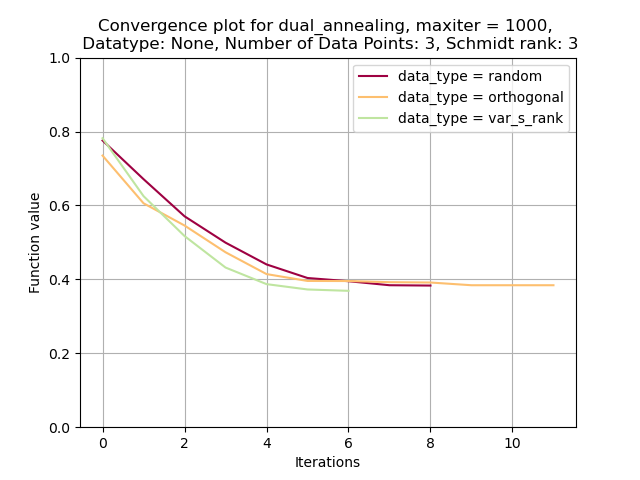 Convergence plot for dual_annealing, maxiter = 1000,
Datatype: None, Number of Data Points: 3, Schmidt rank: 3
data_type = random
data_type = orthogonal
data_type = var_s_rank
Function value
1.0
0.8
0.6
0.4
0.2
0.0
0 2 4 6 8 10
Iterations